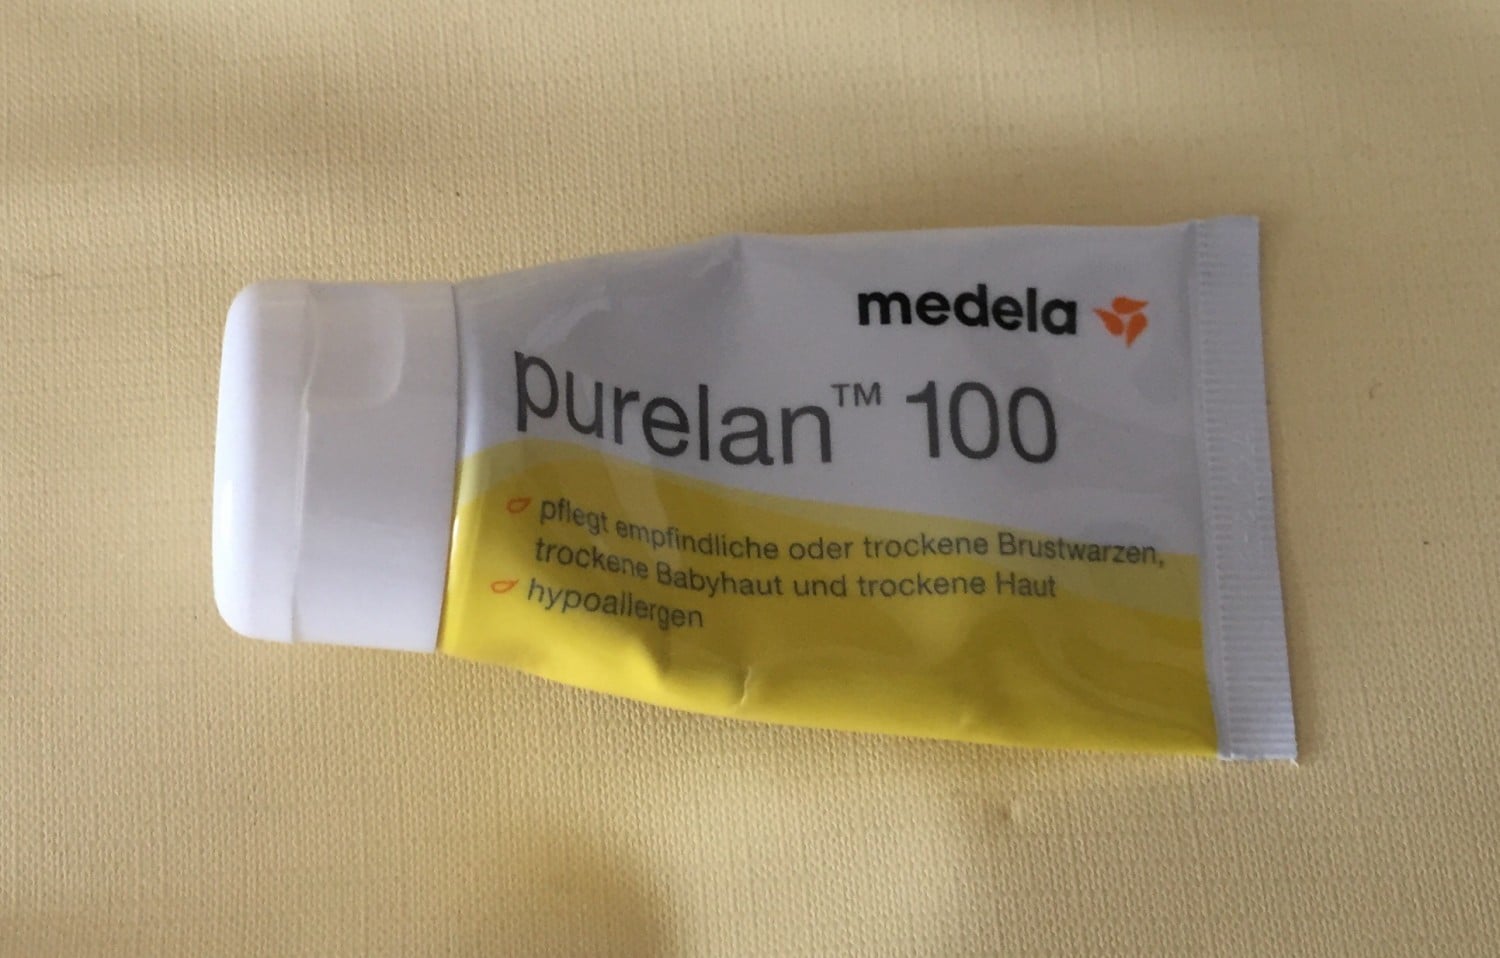 medela
purelan™ 100
pflegt empfindliche oder trockene Brustwarzen,
trockene Babyhaut und trockene Haut
hypoallergen